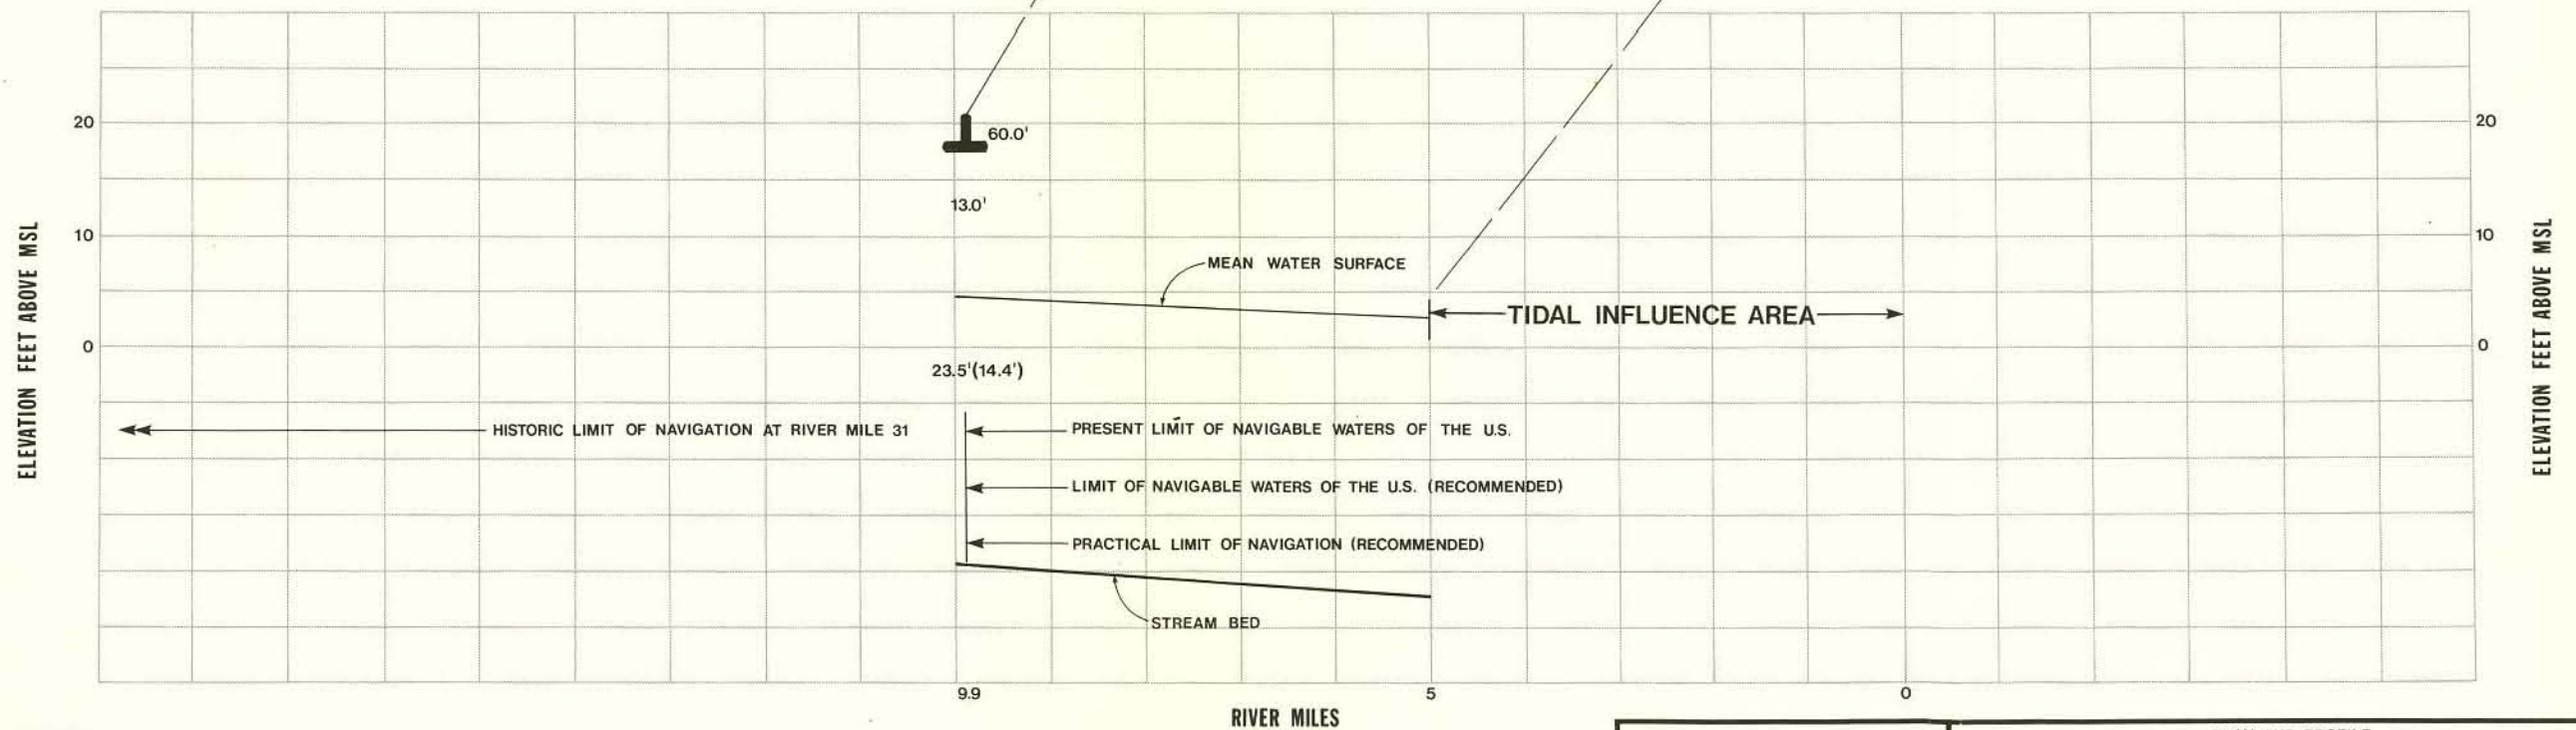 20
60.0'
20
13.0'
10
10
ELEVATION FEET ABOVE MSL
ELEVATION FEET ABOVE MSL
MEAN WATER SURFACE
TIDAL INFLUENCE AREA
0
0
23.5'(14.4')
HISTORIC LIMIT OF NAVIGATION AT RIVER MILE 31
PRESENT LIMIT OF NAVIGABLE WATERS OF THE U.S.
LIMIT OF NAVIGABLE WATERS OF THE U.S. (RECOMMENDED)
PRACTICAL LIMIT OF NAVIGATION (RECOMMENDED)
STREAM BED
9.9
5
0
RIVER MILES